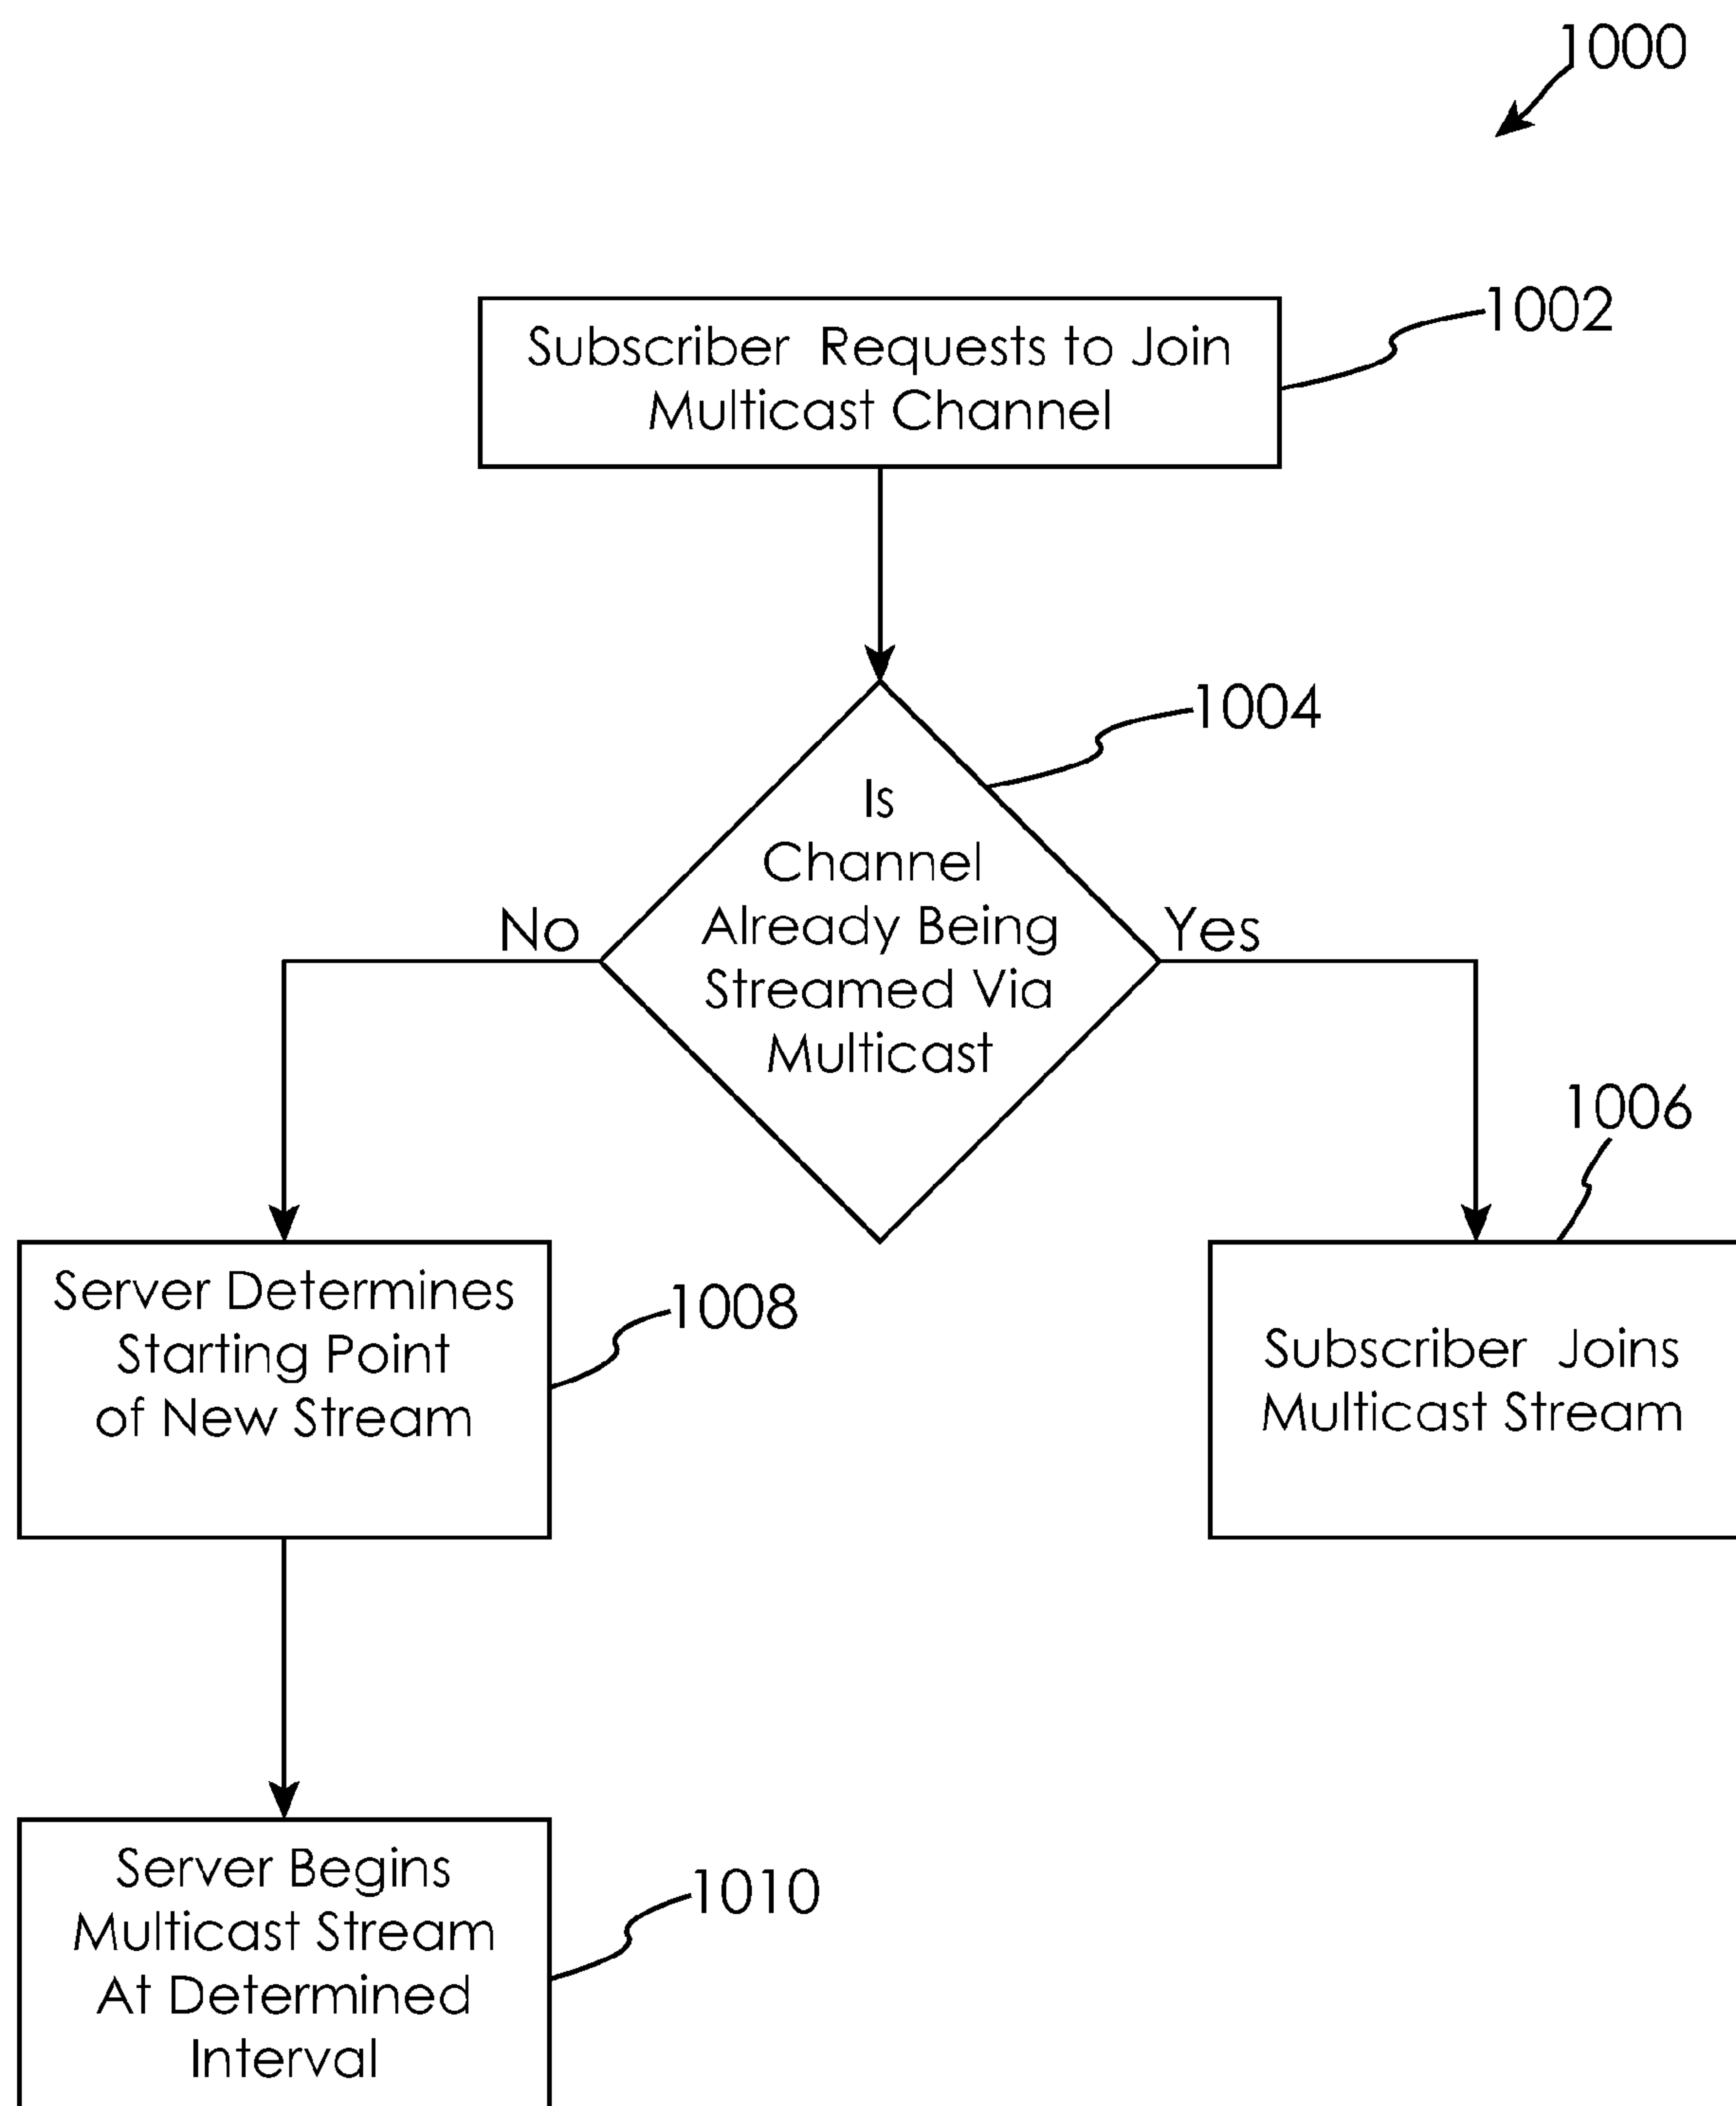 1000
Subscriber Requests to Join
Multicast Channel
1002
1004
Is
Channel
Already Being
Streamed Via
Multicast
No
Yes
1006
Server Determines
Starting Point
of New Stream
1008
Subscriber Joins
Multicast Stream
Server Begins
Multicast Stream
At Determined
Interval
1010